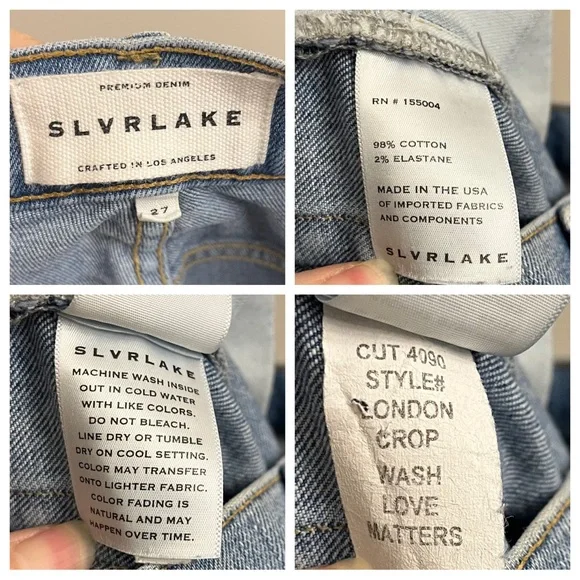 PREMIUM DENIM
SLVRLAKE
CRAFTED IN LOS ANGELES
27
RN # 155004
98% COTTON
2% ELASTANE
MADE IN THE USA
OF IMPORTED FABRICS
AND COMPONENTS
SLVRLAKE
SLVRLAKE
MACHINE WASH INSIDE
OUT IN COLD WATER
WITH LIKE COLORS.
DO NOT BLEACH.
LINE DRY OR TUMBLE
DRY ON COOL SETTING.
COLOR MAY TRANSFER
ONTO LIGHTER FABRIC.
COLOR FADING IS
NATURAL AND MAY
HAPPEN OVER TIME.
CUT 4090
STYLE#
LONDON
CROP
WASH
LOVE
MATTERS